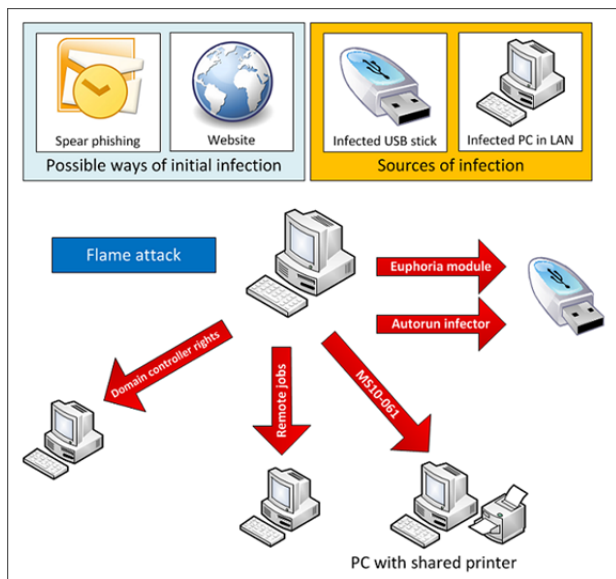 Spear phishing
Website
Possible ways of initial infection
Infected USB stick
Infected PC in LAN
Sources of infection
Flame attack
Euphoria module
Autorun infector
Domain controller rights
Remote jobs
MS10-061
PC with shared printer